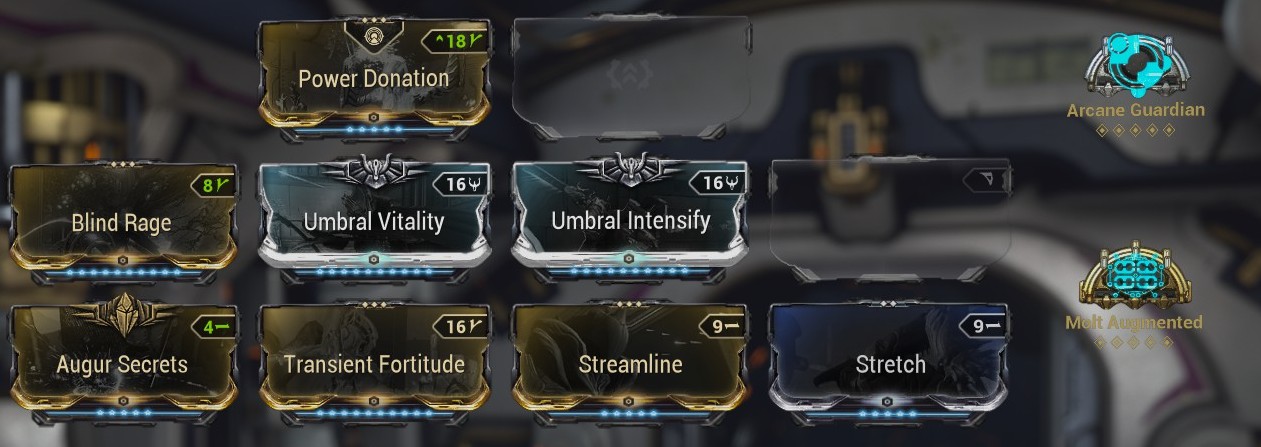 18
Power Donation
Arcane Guardian
8
Blind Rage
16
Umbral Vitality
16
Umbral Intensify
Molt Augmented
4
Augur Secrets
16
Transient Fortitude
9
Streamline
9
Stretch